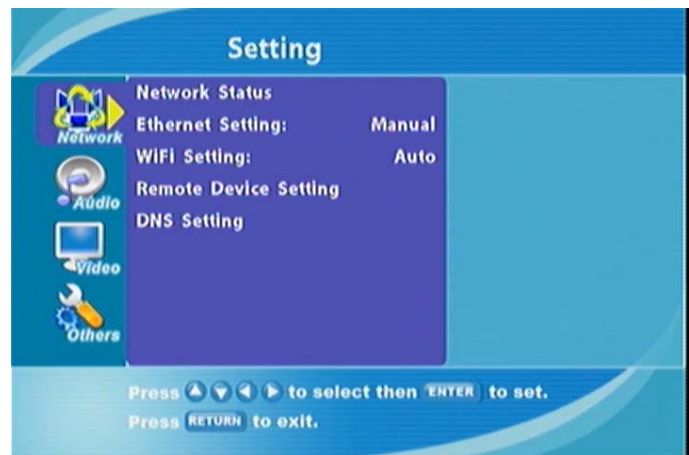 Setting
Network
Network Status
Ethernet Setting: Manual
WiFi Setting: Auto
Remote Device Setting
Audio
DNS Setting
Video
Others
Press to select then ENTER to set.
Press RETURN to exit.